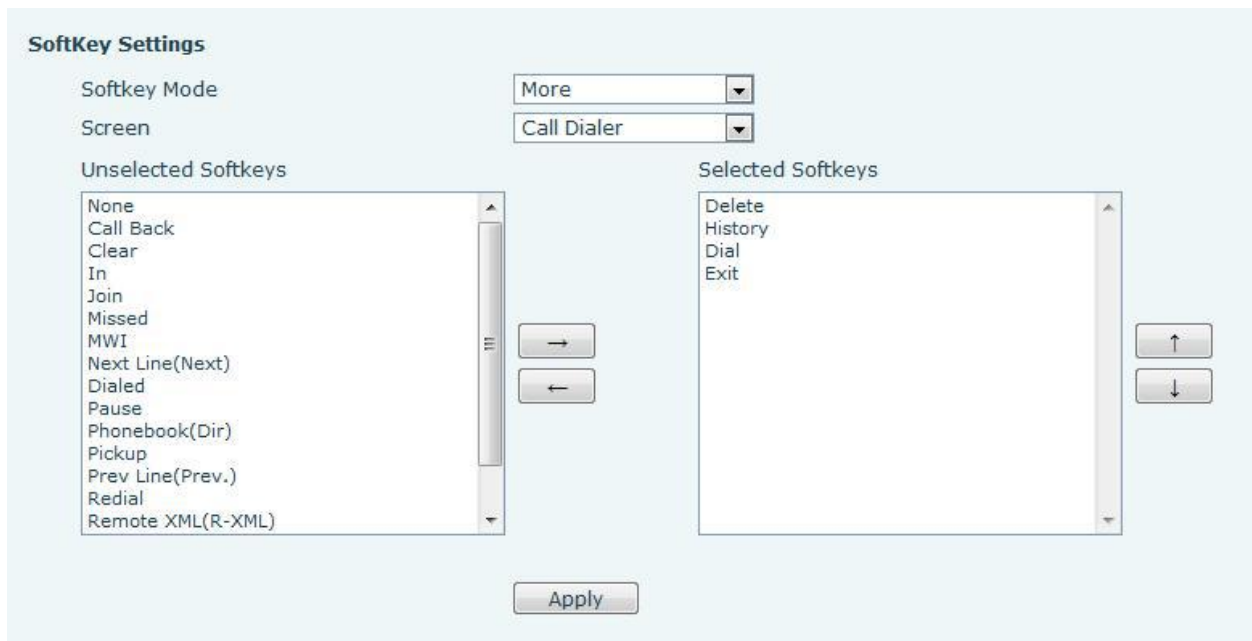 SoftKey Settings
Softkey Mode More
Screen Call Dialer
Unselected Softkeys Selected Softkeys
None
Call Back
Clear
In
Join
Missed
MWI
Next Line(Next)
Dialed
Pause
Phonebook(Dir)
Pickup
Prev Line(Prev.)
Redial
Remote XML(R-XML)
→
←
Delete
History
Dial
Exit
↑
↓
Apply